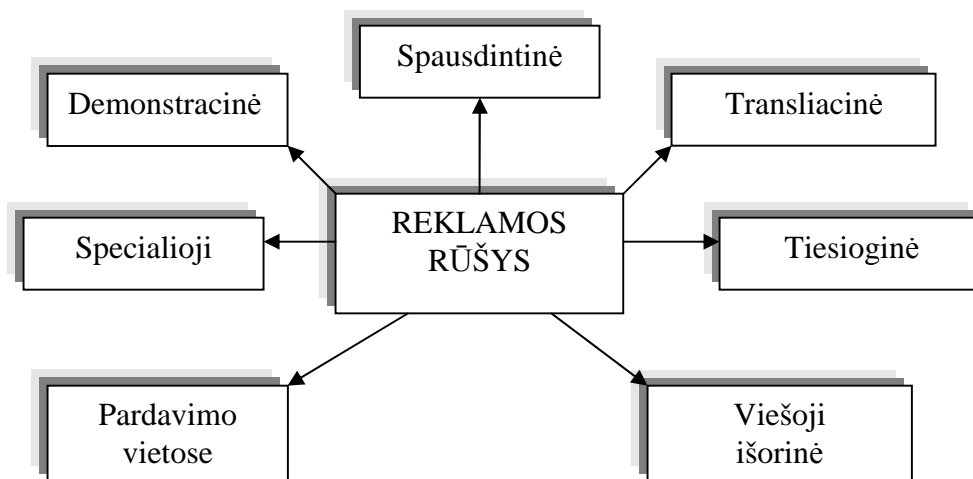 Spausdintinė
Demonstracinė
Transliacinė
REKLAMOS
RŪŠYS
Specialioji
Tiesioginė
Pardavimo
vietose
Viešoji
išorinė